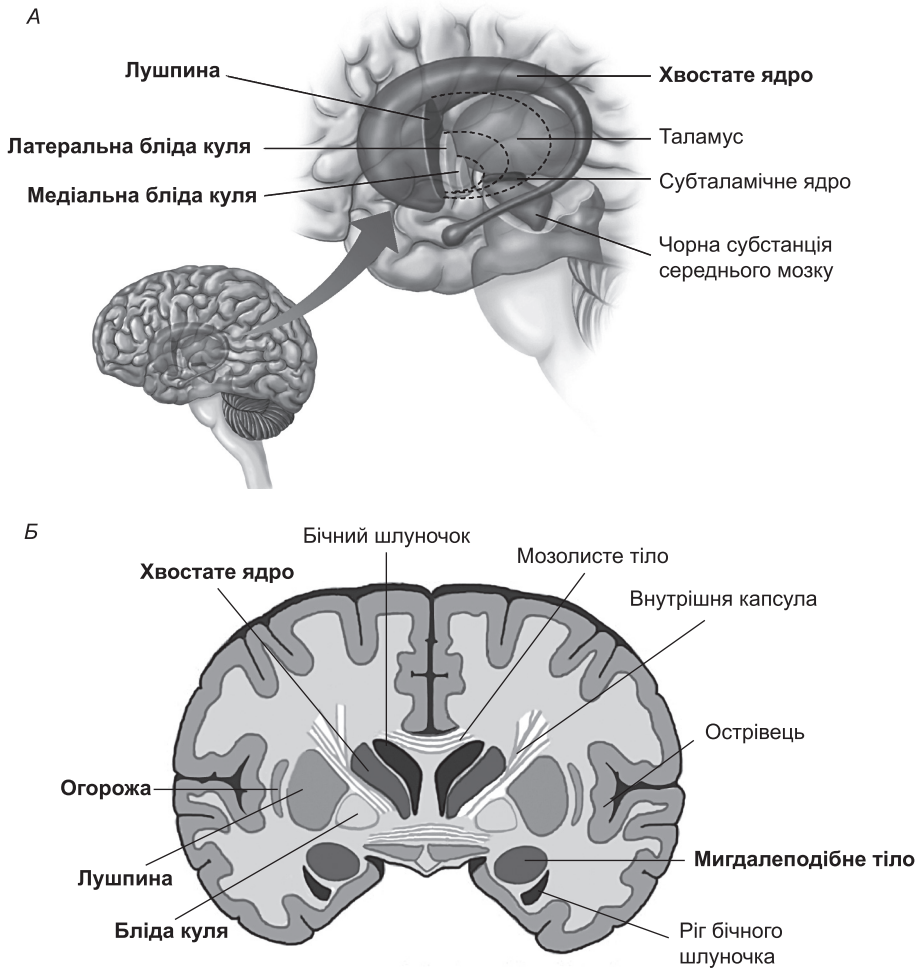 А
Лушпина
Хвостате ядро
Латеральна бліда куля
Таламус
Медіальна бліда куля
Субталамічне ядро
Чорна субстанція
середнього мозку
Б
Бічний шлуночок
Мозолисте тіло
Хвостате ядро
Внутрішня капсула
Острівець
Огорожа
Мигдалеподібне тіло
Лушпина
Бліда куля
Ріг бічного
шлуночка